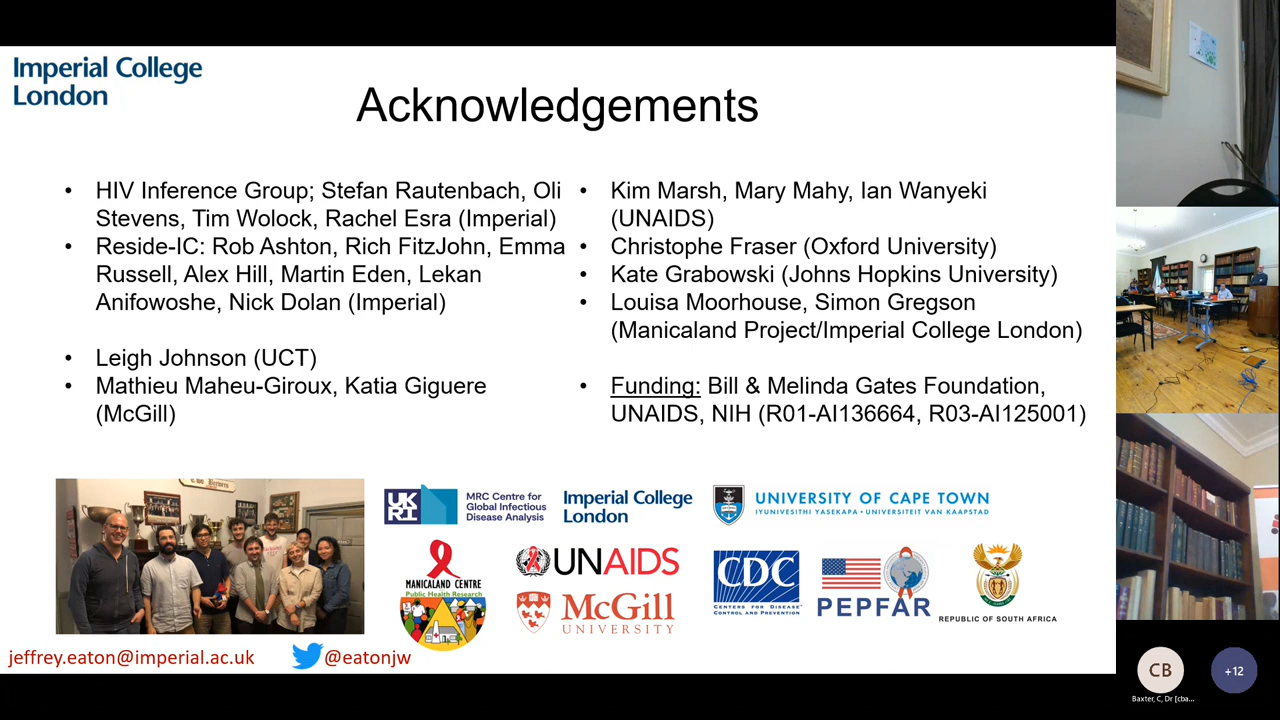 Imperial College
London
Acknowledgements
• HIV Inference Group; Stefan Rautenbach, Oli
Stevens, Tim Wolock, Rachel Esra (Imperial)
• Reside-IC: Rob Ashton, Rich FitzJohn, Emma
Russell, Alex Hill, Martin Eden, Lekan
Anifowoshe, Nick Dolan (Imperial)
• Leigh Johnson (UCT)
• Mathieu Maheu-Giroux, Katia Giguere
(McGill)
• Kim Marsh, Mary Mahy, Ian Wanyeki
(UNAIDS)
• Christophe Fraser (Oxford University)
• Kate Grabowski (Johns Hopkins University)
• Louisa Moorhouse, Simon Gregson
(Manicaland Project/Imperial College London)
• Funding: Bill & Melinda Gates Foundation,
UNAIDS, NIH (R01-AI136664, R03-AI125001)
UK
RI
MRC Centre for
Global Infectious
Disease Analysis
Imperial College
London
UNIVERSITY OF CAPE TOWN
IYUNIVESITHI YASEKAPA • UNIVERSITEIT VAN KAAPSTAD
MANICALAND CENTRE
Public Health Research
UNAIDS
McGill
UNIVERSITY
CDC
CENTERS FOR DISEASE
CONTROL AND PREVENTION
PEPFAR
REPUBLIC OF SOUTH AFRICA
jeffrey.eaton@imperial.ac.uk
@eatonjw
CB
+12
Baxter, C, Dr [cba...